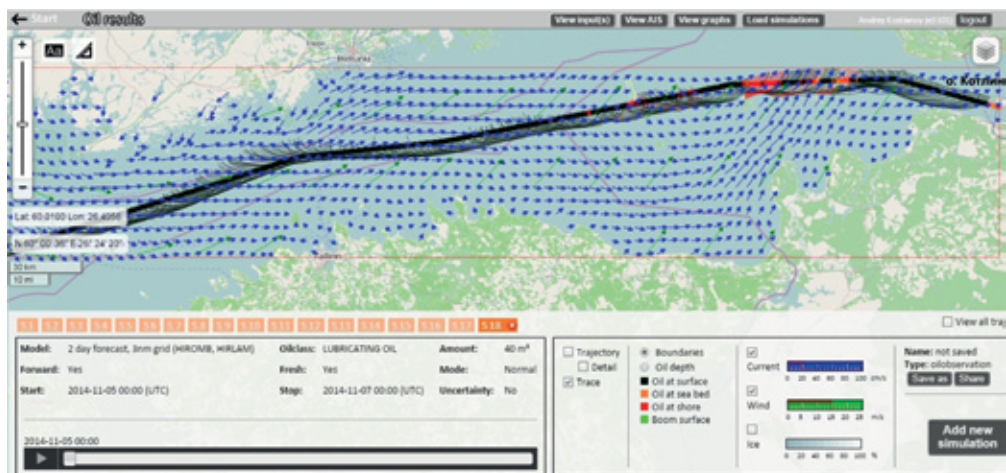 Start Oil results View input(s) View AIS View graphs Load simulations logout
+
Aa
о. Котлин
Helsinki
−
Lat: 60.0100 Lon: 26.4056
N 60° 00' 36" E 26° 24' 20"
30 km
10 mi
Tallinn
S1 S2 S3 S4 S5 S6 S7 S8 S9 S10 S11 S12 S13 S14 S15 S16 S17 S18
View all traj
Model: 2 day forecast, 3nm grid (HIROMB, HIRLAM) Oilclass: LUBRICATING OIL Amount: 40 m³
Forward: Yes Fresh: Yes Mode: Normal
Start: 2014-11-05 00:00 (UTC) Stop: 2014-11-07 00:00 (UTC) Uncertainty: No
2014-11-05 00:00
Trajectory
Detail
Trace
Boundaries
Oil depth
Oil at surface
Oil at sea bed
Oil at shore
Boom surface
Current
0 20 40 60 80 100 cm/s
Wind
0 5 10 15 20 25 m/s
Ice
0 20 40 60 80 100 %
Name: not saved
Type: oilobservation
Save as Share
Add new
simulation